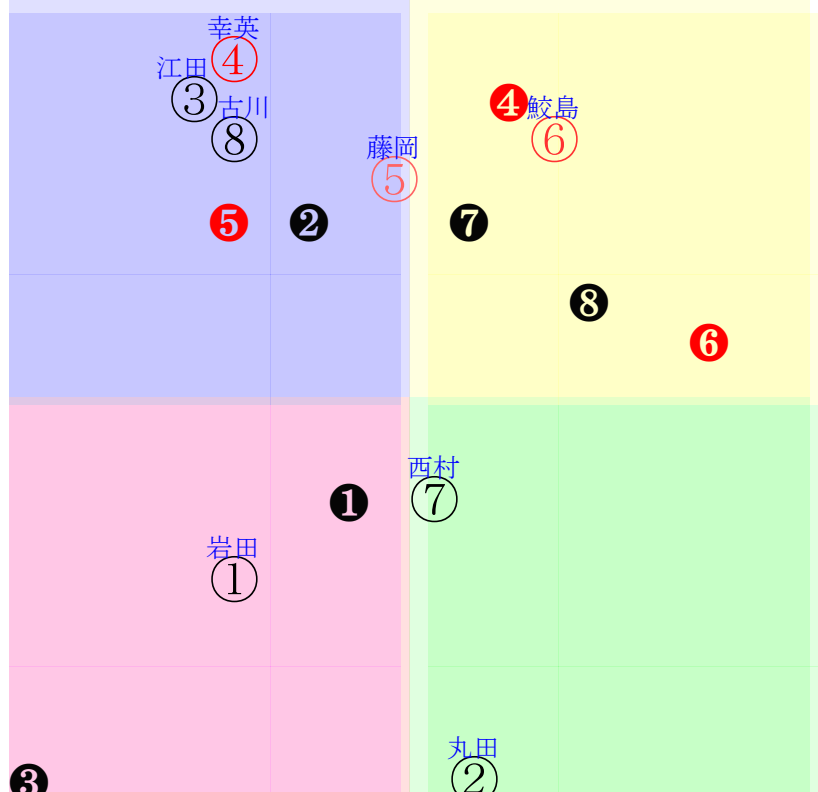 幸英
④
江田
③
古川
⑧
❹
鮫島
⑥
藤岡
⑤
❺
❷
❼
❽
❻
西村
⑦
❶
岩田
①
丸田
②
❸